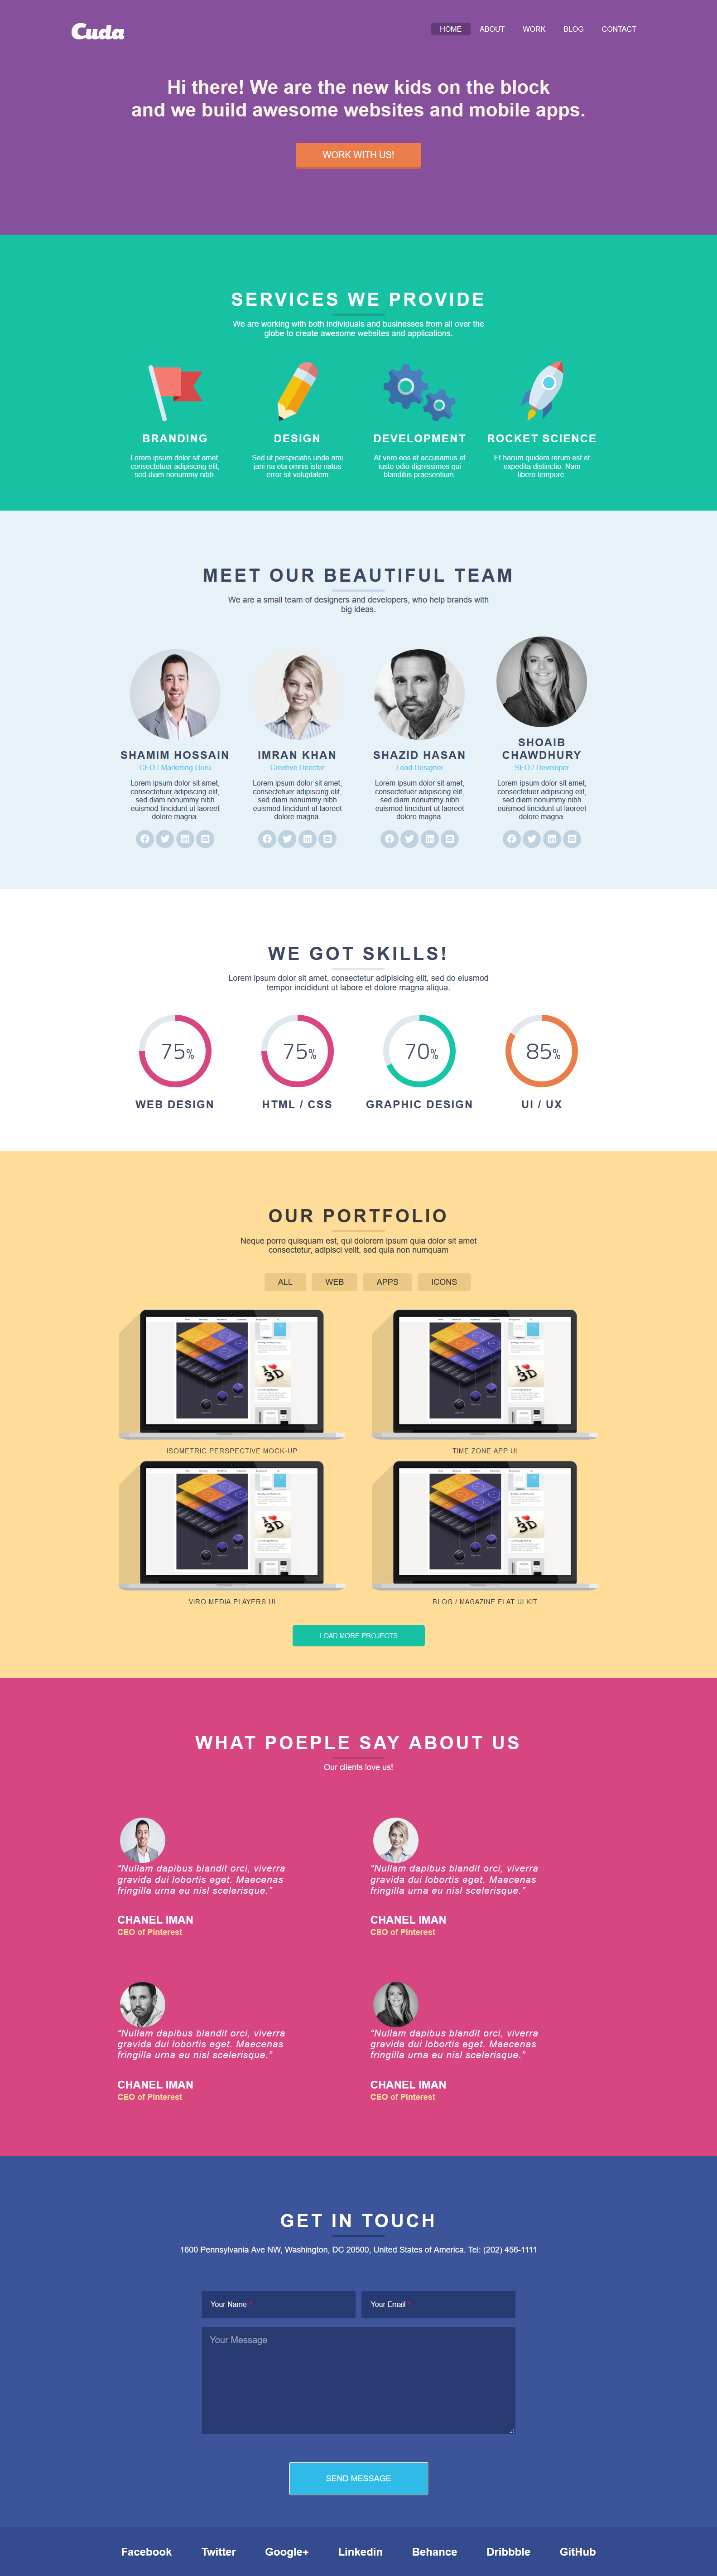 Cuda
HOME ABOUT WORK BLOG CONTACT
Hi there! We are the new kids on the block
and we build awesome websites and mobile apps.
WORK WITH US!
SERVICES WE PROVIDE
We are working with both individuals and businesses from all over the
globe to create awesome websites and applications.
BRANDING
Lorem ipsum dolor sit amet,
consectetuer adipiscing elit,
sed diam nonummy nibh.
DESIGN
Sed ut perspiciatis unde ami
jani na eta omnis iste natus
error sit voluptatem
DEVELOPMENT
At vero eos et accusamus et
iusto odio dignissimos qui
blanditiis praesentium.
ROCKET SCIENCE
Et harum quidem rerum est et
expedita distinctio. Nam
libero tempore.
MEET OUR BEAUTIFUL TEAM
We are a small team of designers and developers, who help brands with
big ideas.
SHAMIM HOSSAIN
CEO / Marketing Guru
Lorem ipsum dolor sit amet,
consectetuer adipiscing elit,
sed diam nonummy nibh
euismod tincidunt ut laoreet
dolore magna.
IMRAN KHAN
Creative Director
Lorem ipsum dolor sit amet,
consectetuer adipiscing elit,
sed diam nonummy nibh
euismod tincidunt ut laoreet
dolore magna.
SHAZID HASAN
Lead Designer
Lorem ipsum dolor sit amet,
consectetuer adipiscing elit,
sed diam nonummy nibh
euismod tincidunt ut laoreet
dolore magna.
SHOAIB
CHAWDHURY
SEO / Developer
Lorem ipsum dolor sit amet,
consectetuer adipiscing elit,
sed diam nonummy nibh
euismod tincidunt ut laoreet
dolore magna.
WE GOT SKILLS!
Lorem ipsum dolor sit amet, consectetur adipisicing elit, sed do eiusmod
tempor incididunt ut labore et dolore magna aliqua.
75%
WEB DESIGN
75%
HTML / CSS
70%
GRAPHIC DESIGN
85%
UI / UX
OUR PORTFOLIO
Neque porro quisquam est, qui dolorem ipsum quia dolor sit amet
consectetur, adipisci velit, sed quia non numquam
ALL WEB APPS ICONS
I 3D
ISOMETRIC PERSPECTIVE MOCK-UP
I 3D
TIME ZONE APP UI
I 3D
VIRO MEDIA PLAYERS UI
I 3D
BLOG / MAGAZINE FLAT UI KIT
LOAD MORE PROJECTS
WHAT POEPLE SAY ABOUT US
Our clients love us!
“Nullam dapibus blandit orci, viverra
gravida dui lobortis eget. Maecenas
fringilla urna eu nisl scelerisque.”
CHANEL IMAN
CEO of Pinterest
“Nullam dapibus blandit orci, viverra
gravida dui lobortis eget. Maecenas
fringilla urna eu nisl scelerisque.”
CHANEL IMAN
CEO of Pinterest
“Nullam dapibus blandit orci, viverra
gravida dui lobortis eget. Maecenas
fringilla urna eu nisl scelerisque.”
CHANEL IMAN
CEO of Pinterest
“Nullam dapibus blandit orci, viverra
gravida dui lobortis eget. Maecenas
fringilla urna eu nisl scelerisque.”
CHANEL IMAN
CEO of Pinterest
GET IN TOUCH
1600 Pennsylvania Ave NW, Washington, DC 20500, United States of America. Tel: (202) 456-1111
Your Name *
Your Email *
Your Message
SEND MESSAGE
Facebook Twitter Google+ Linkedin Behance Dribbble GitHub